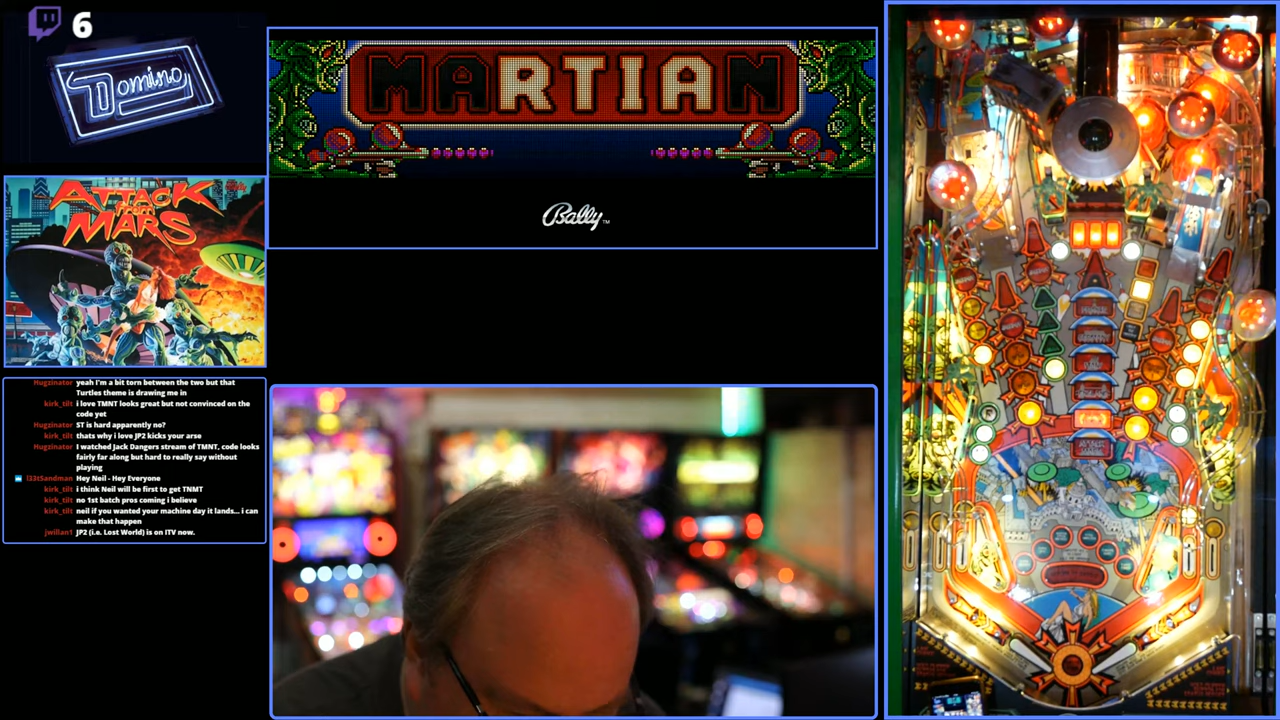 6
Domino
MARTIAN
Bally™
Bally
ATTACK
from
MARS
Hugzinator yeah I'm a bit torn between the two but that
Turtles theme is drawing me in
kirk_tilt i love TMNT looks great but not convinced on the
code yet
Hugzinator ST is hard apparently no?
kirk_tilt thats why i love JP2 kicks your arse
Hugzinator I watched Jack Dangers stream of TMNT, code looks
fairly far along but hard to really say without
playing
l33tSandman Hey Neil - Hey Everyone
kirk_tilt i think Neil will be first to get TNMT
kirk_tilt no 1st batch pros coming i believe
kirk_tilt neil if you wanted your machine day it lands... i can
make that happen
jwillan1 JP2 (i.e. Lost World) is on ITV now.